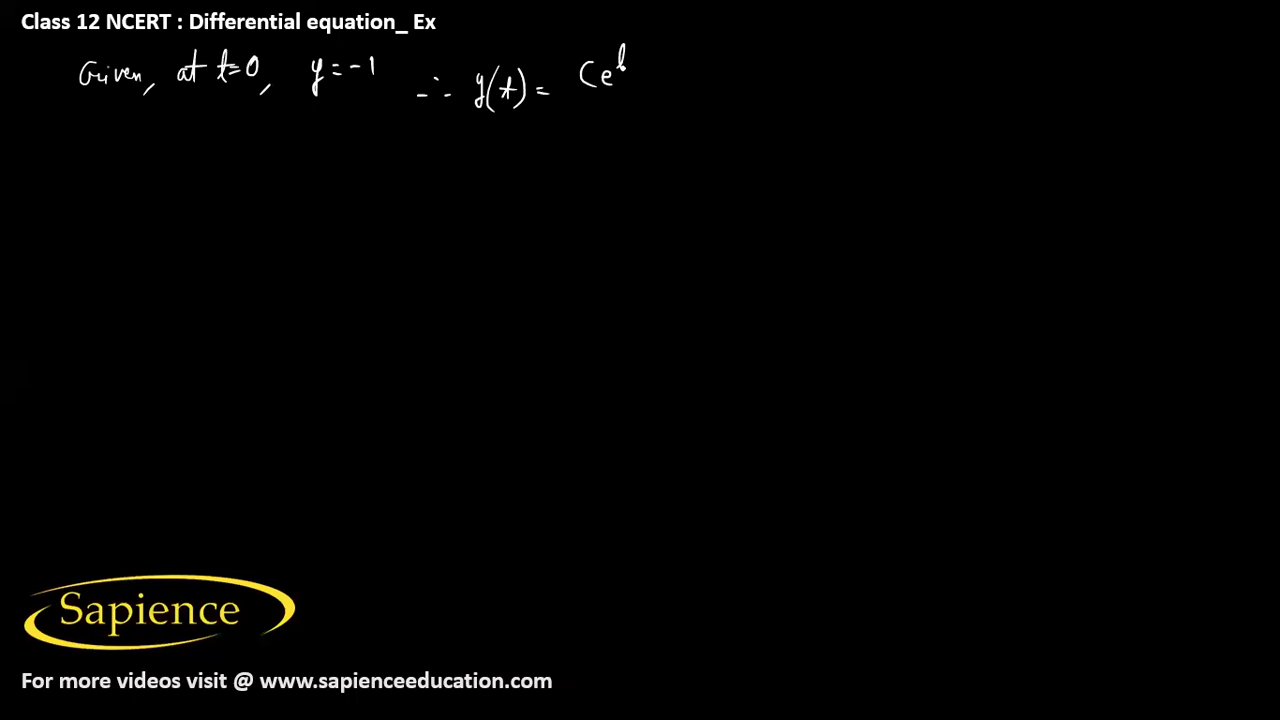 Class 12 NCERT : Differential equation_ Ex
Given, at t=0, y=-1 ∴ y(t) = Ce^t
Sapience
For more videos visit @ www.sapienceeducation.com